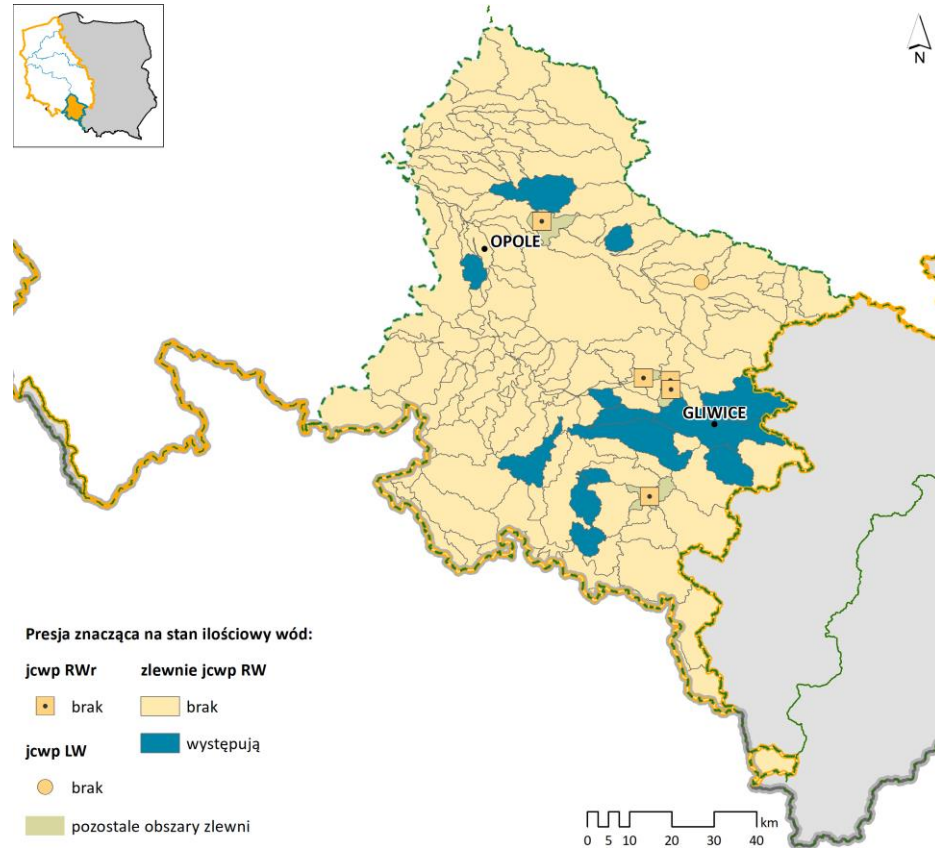 N
OPOLE
GLIWICE
Presja znacząca na stan ilościowy wód:
jcwp RWr
zlewnie jcwp RW
brak
brak
występują
jcwp LW
brak
pozostałe obszary zlewni
km
0 5 10 20 30 40